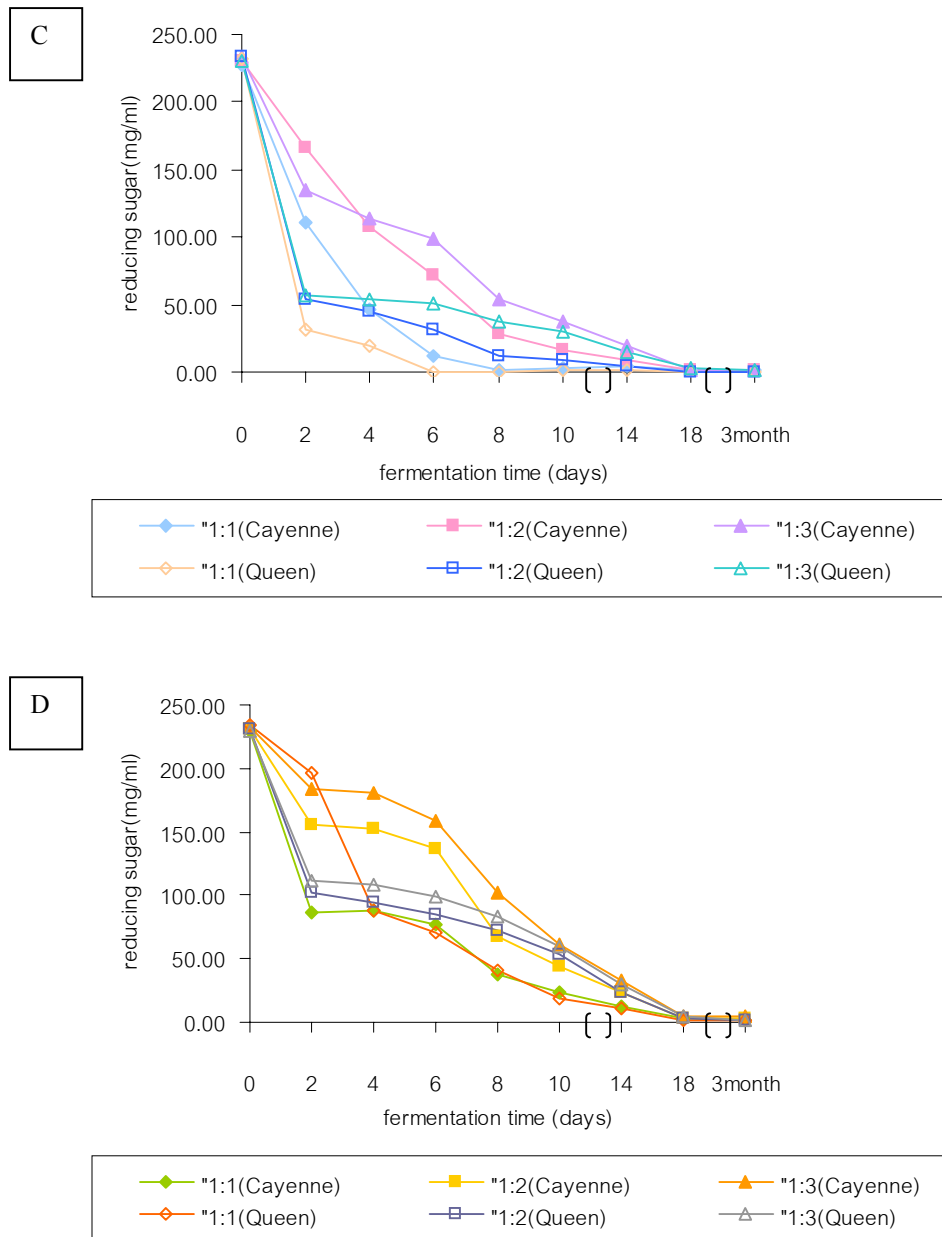 C
250.00
200.00
150.00
100.00
50.00
0.00
reducing sugar(mg/ml)
0 2 4 6 8 10 14 18 3month
fermentation time (days)
"1:1(Cayenne) "1:2(Cayenne) "1:3(Cayenne)
"1:1(Queen) "1:2(Queen) "1:3(Queen)
D
250.00
200.00
150.00
100.00
50.00
0.00
reducing sugar(mg/ml)
0 2 4 6 8 10 14 18 3month
fermentation time (days)
"1:1(Cayenne) "1:2(Cayenne) "1:3(Cayenne)
"1:1(Queen) "1:2(Queen) "1:3(Queen)